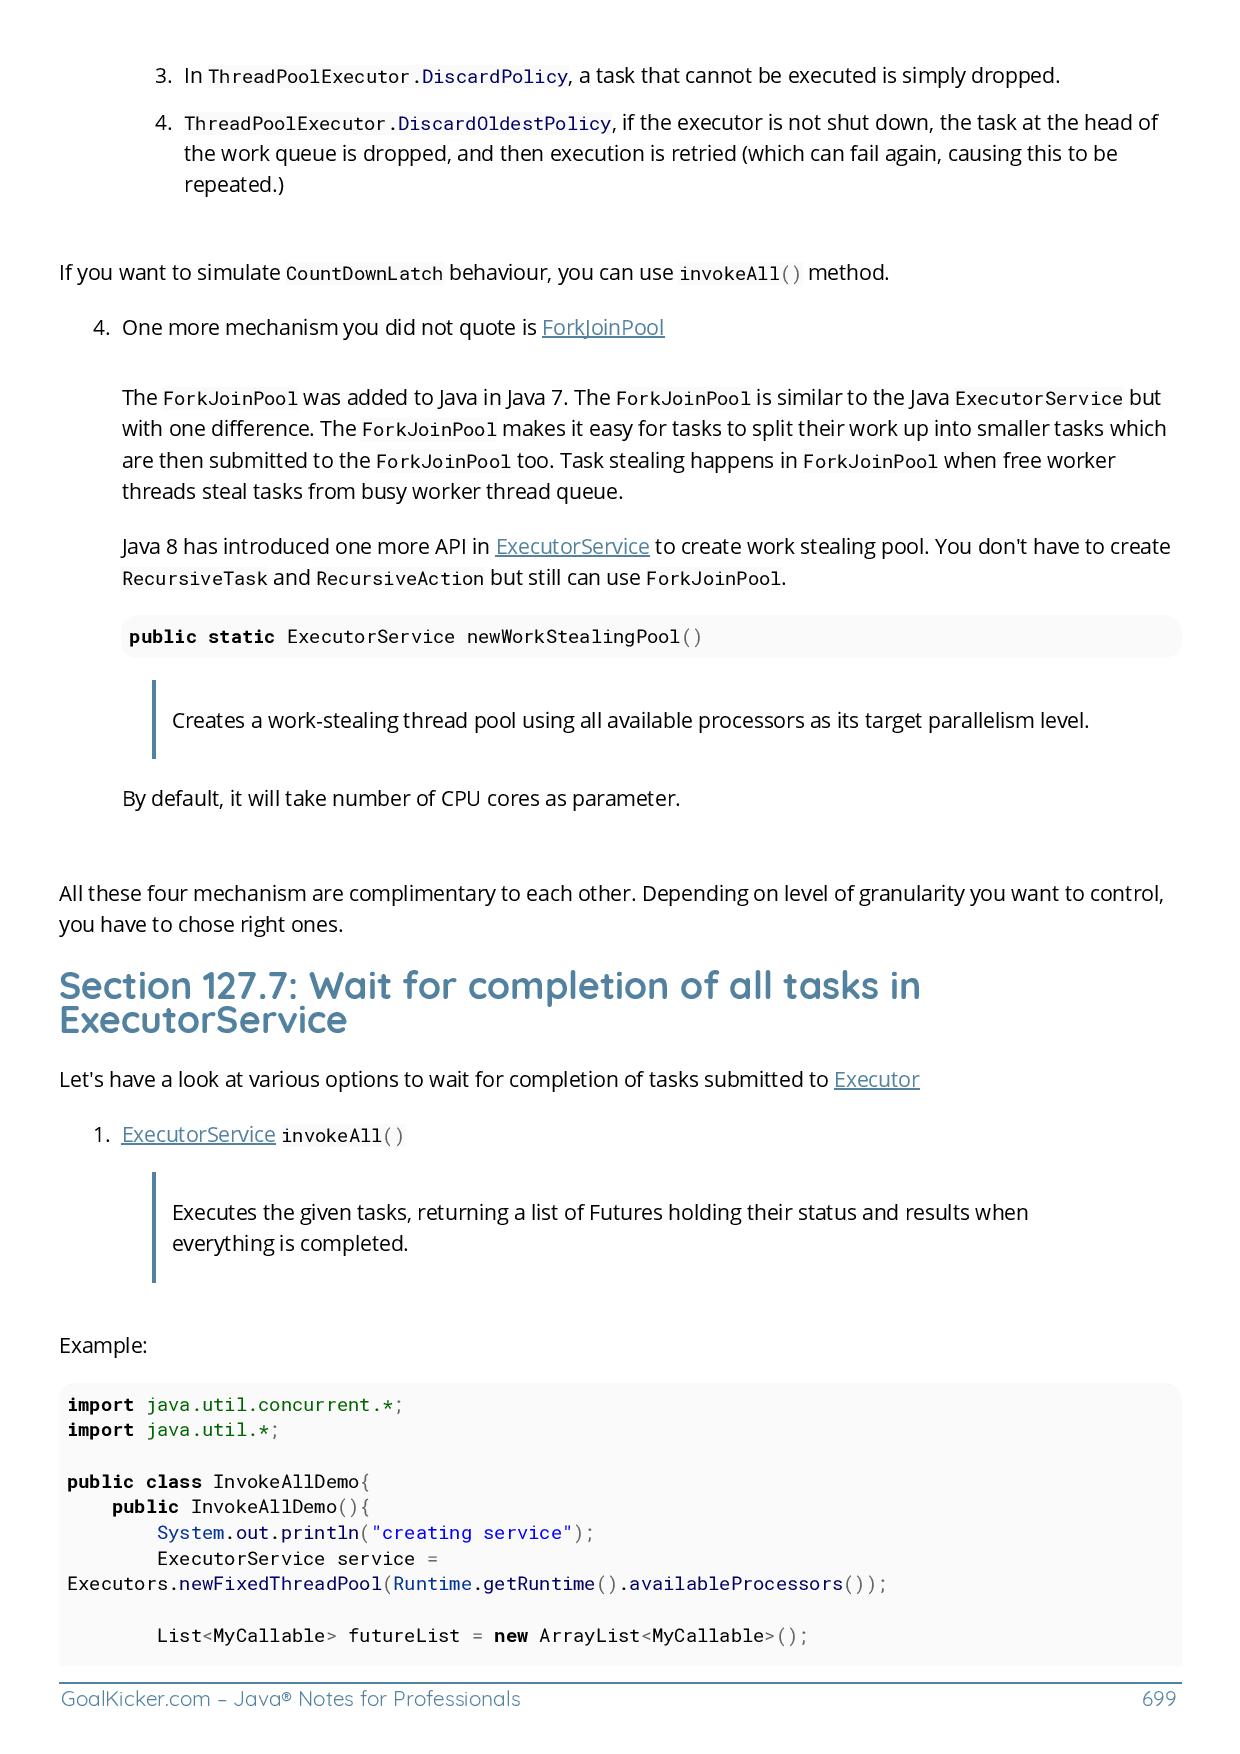 3. In ThreadPoolExecutor.DiscardPolicy, a task that cannot be executed is simply dropped.
4. ThreadPoolExecutor.DiscardOldestPolicy, if the executor is not shut down, the task at the head of
the work queue is dropped, and then execution is retried (which can fail again, causing this to be
repeated.)
If you want to simulate CountDownLatch behaviour, you can use invokeAll() method.
4. One more mechanism you did not quote is ForkJoinPool
The ForkJoinPool was added to Java in Java 7. The ForkJoinPool is similar to the Java ExecutorService but
with one difference. The ForkJoinPool makes it easy for tasks to split their work up into smaller tasks which
are then submitted to the ForkJoinPool too. Task stealing happens in ForkJoinPool when free worker
threads steal tasks from busy worker thread queue.
Java 8 has introduced one more API in ExecutorService to create work stealing pool. You don't have to create
RecursiveTask and RecursiveAction but still can use ForkJoinPool.
public static ExecutorService newWorkStealingPool()
Creates a work-stealing thread pool using all available processors as its target parallelism level.
By default, it will take number of CPU cores as parameter.
All these four mechanism are complimentary to each other. Depending on level of granularity you want to control,
you have to chose right ones.
Section 127.7: Wait for completion of all tasks in
ExecutorService
Let's have a look at various options to wait for completion of tasks submitted to Executor
1. ExecutorService invokeAll()
Executes the given tasks, returning a list of Futures holding their status and results when
everything is completed.
Example:
import java.util.concurrent.*;
import java.util.*;
public class InvokeAllDemo{
    public InvokeAllDemo(){
        System.out.println("creating service");
        ExecutorService service =
Executors.newFixedThreadPool(Runtime.getRuntime().availableProcessors());
        List<MyCallable> futureList = new ArrayList<MyCallable>();
GoalKicker.com – Java® Notes for Professionals 699